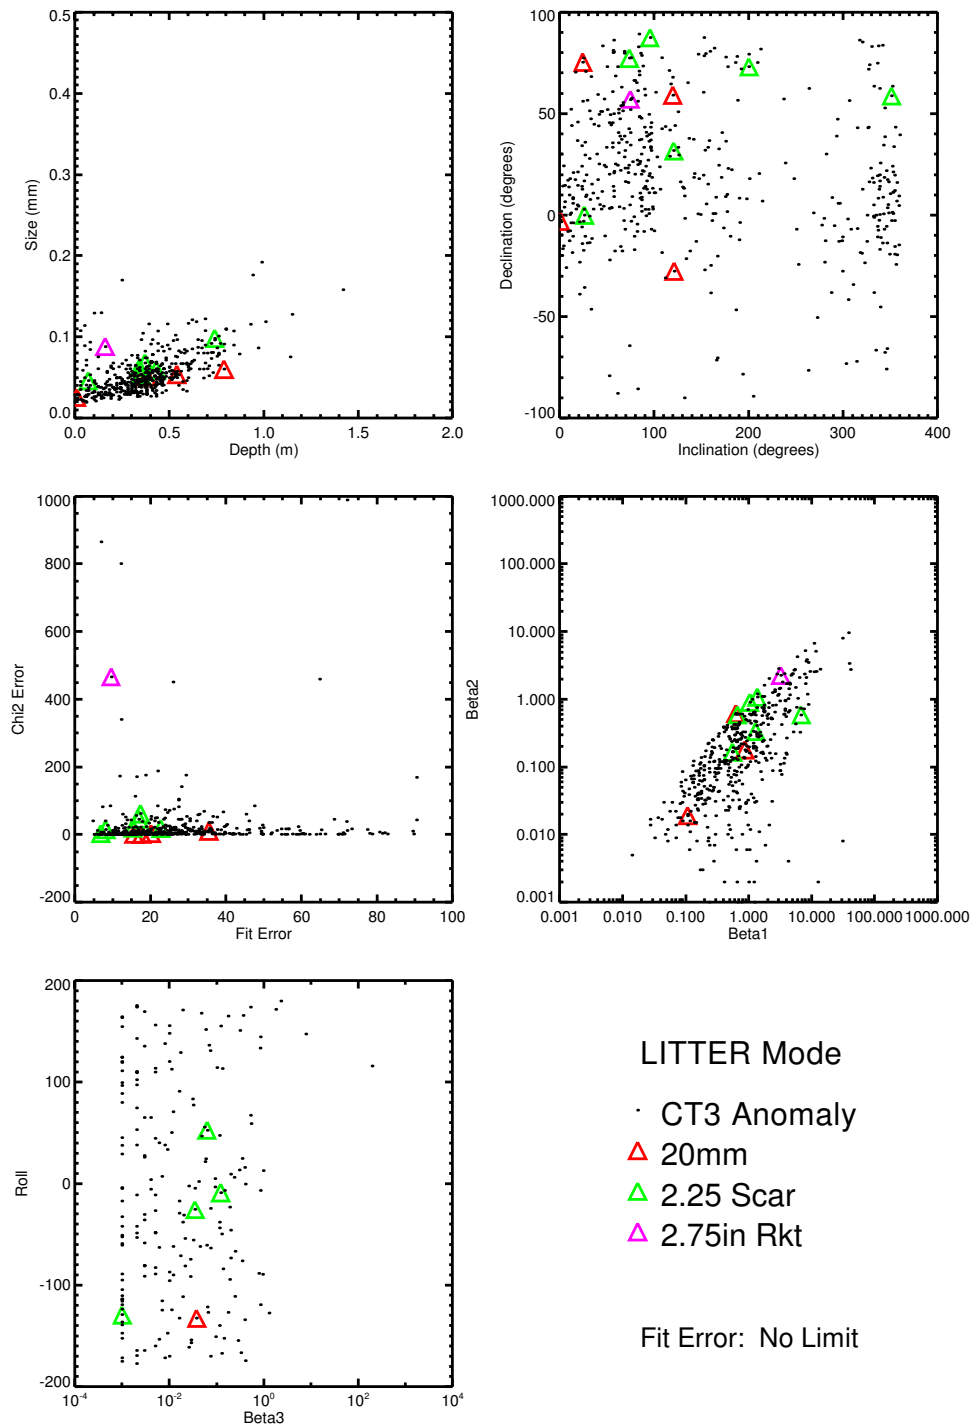 0.5
0.4
0.3
0.2
0.1
0.0
Size (mm)
0.0 0.5 1.0 1.5 2.0
Depth (m)
100
50
0
-50
-100
Declination (degrees)
0 100 200 300 400
Inclination (degrees)
1000
800
600
400
200
0
-200
Chi2 Error
0 20 40 60 80 100
Fit Error
1000.000
100.000
10.000
1.000
0.100
0.010
0.001
Beta2
0.001 0.010 0.100 1.000 10.000 100.000 1000.000
Beta1
200
100
0
-100
-200
Roll
10⁻⁴ 10⁻² 10⁰ 10² 10⁴
Beta3
LITTER Mode
CT3 Anomaly
20mm
2.25 Scar
2.75in Rkt
Fit Error: No Limit